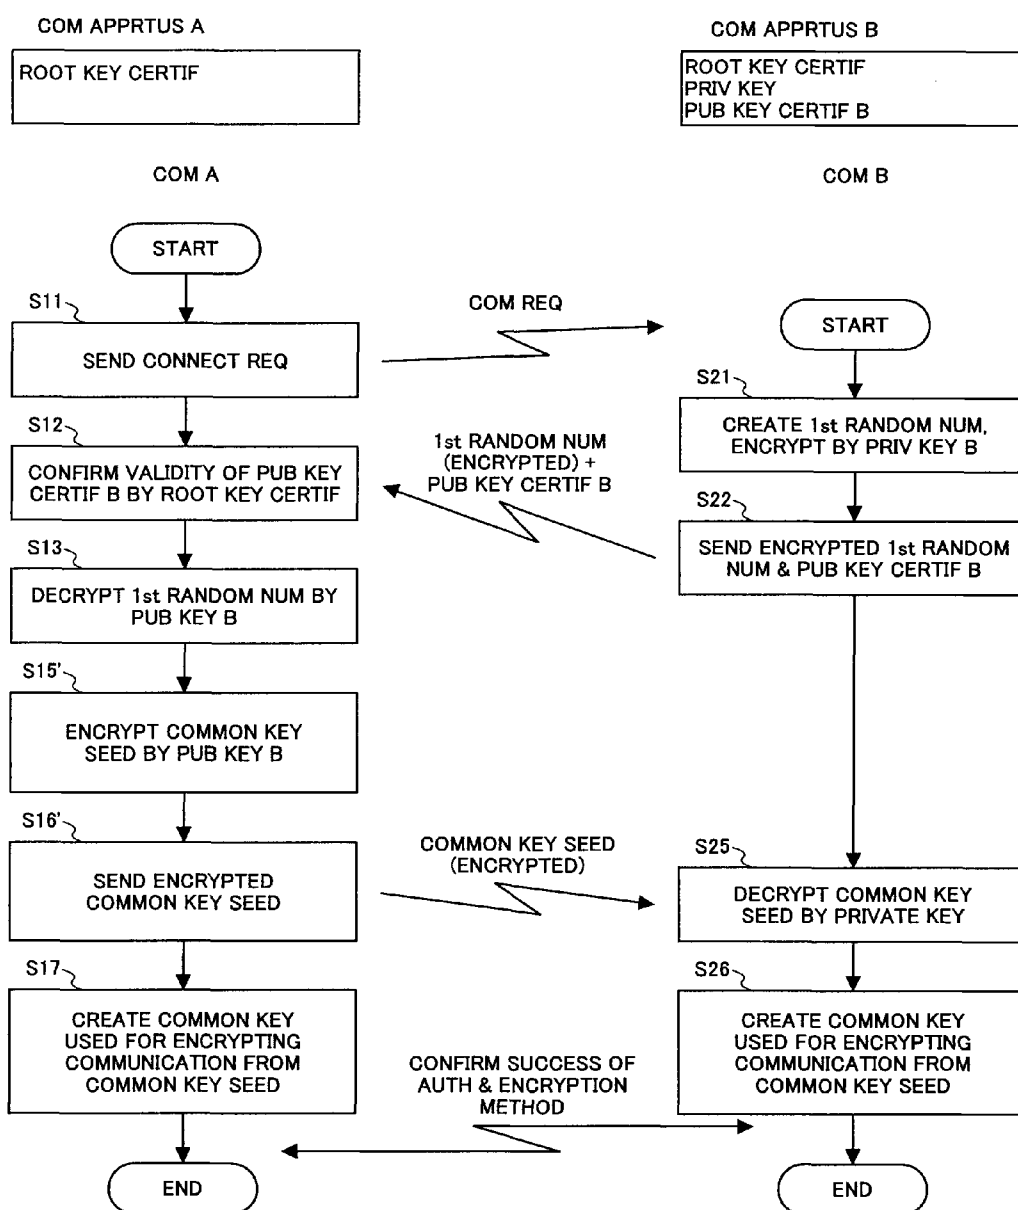 COM APPRTUS A
ROOT KEY CERTIF
COM APPRTUS B
ROOT KEY CERTIF
PRIV KEY
PUB KEY CERTIF B
COM A
COM B
START
S11
SEND CONNECT REQ
COM REQ
START
S21
CREATE 1st RANDOM NUM,
ENCRYPT BY PRIV KEY B
S12
CONFIRM VALIDITY OF PUB KEY
CERTIF B BY ROOT KEY CERTIF
1st RANDOM NUM
(ENCRYPTED) +
PUB KEY CERTIF B
S22
SEND ENCRYPTED 1st RANDOM
NUM & PUB KEY CERTIF B
S13
DECRYPT 1st RANDOM NUM BY
PUB KEY B
S15'
ENCRYPT COMMON KEY
SEED BY PUB KEY B
S16'
SEND ENCRYPTED
COMMON KEY SEED
COMMON KEY SEED
(ENCRYPTED)
S25
DECRYPT COMMON KEY
SEED BY PRIVATE KEY
S17
CREATE COMMON KEY
USED FOR ENCRYPTING
COMMUNICATION FROM
COMMON KEY SEED
S26
CREATE COMMON KEY
USED FOR ENCRYPTING
COMMUNICATION FROM
COMMON KEY SEED
CONFIRM SUCCESS OF
AUTH & ENCRYPTION
METHOD
END
END